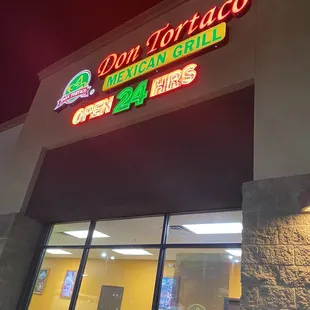 Don Tortaco
MEXICAN GRILL
OPEN 24 HRS